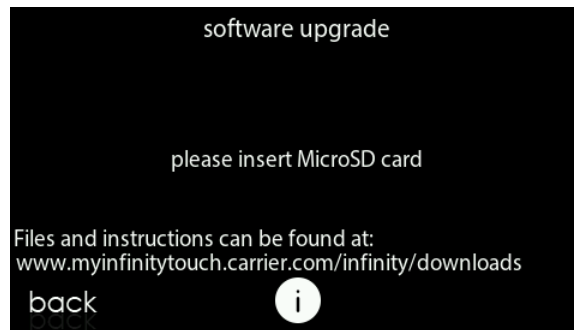 software upgrade
please insert MicroSD card
Files and instructions can be found at:
www.myinfinitytouch.carrier.com/infinity/downloads
back
i